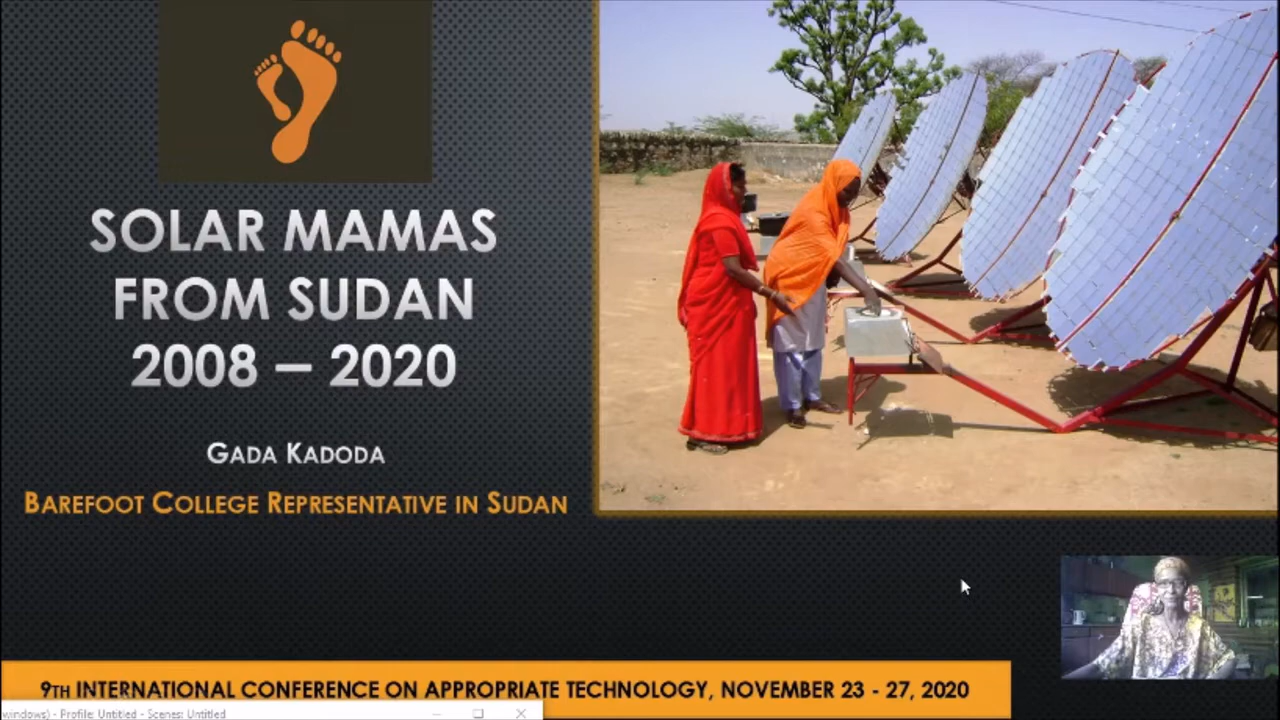 SOLAR MAMAS
FROM SUDAN
2008 – 2020
GADA KADODA
BAREFOOT COLLEGE REPRESENTATIVE IN SUDAN
9TH INTERNATIONAL CONFERENCE ON APPROPRIATE TECHNOLOGY, NOVEMBER 23 - 27, 2020
windows) - Profile: Untitled - Scenes: Untitled